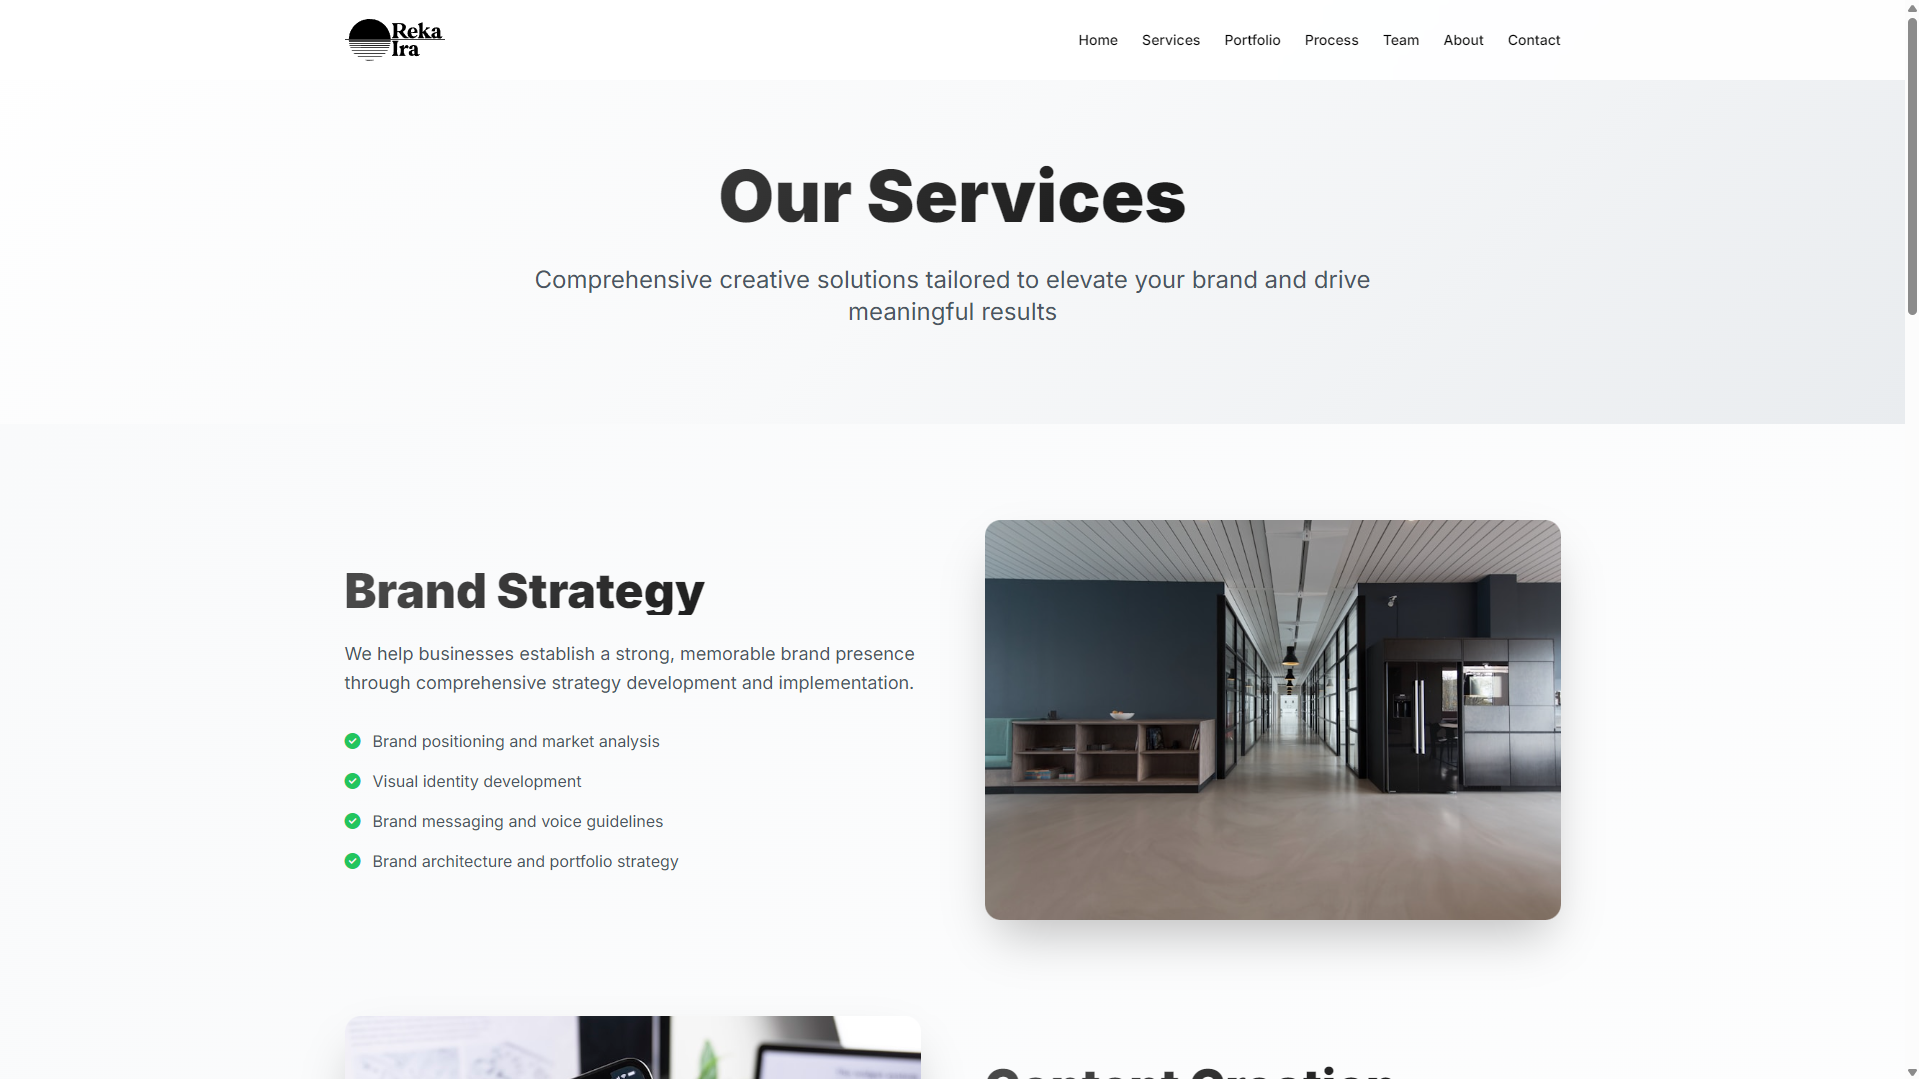 Reka
Ira
Home Services Portfolio Process Team About Contact
Our Services
Comprehensive creative solutions tailored to elevate your brand and drive
meaningful results
Brand Strategy
We help businesses establish a strong, memorable brand presence
through comprehensive strategy development and implementation.
Brand positioning and market analysis
Visual identity development
Brand messaging and voice guidelines
Brand architecture and portfolio strategy
Content Creation